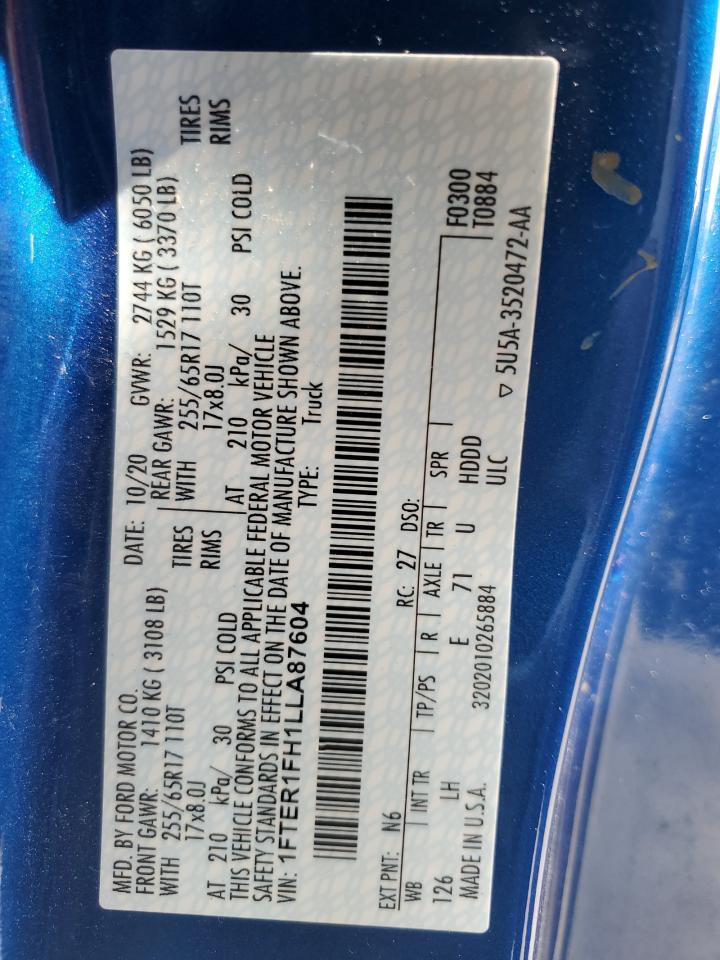 MFD. BY FORD MOTOR CO.
DATE: 10/20 GVWR: 2744 KG ( 6050 LB)
FRONT GAWR: 1410 KG ( 3108 LB) REAR GAWR: 1529 KG ( 3370 LB)
WITH 255/65R17 110T TIRES WITH 255/65R17 110T TIRES
17x8.0J RIMS 17x8.0J RIMS
AT 210 kPa/ 30 PSI COLD AT 210 kPa/ 30 PSI COLD
THIS VEHICLE CONFORMS TO ALL APPLICABLE FEDERAL MOTOR VEHICLE
SAFETY STANDARDS IN EFFECT ON THE DATE OF MANUFACTURE SHOWN ABOVE.
VIN: 1FTER1FH1LLA87604 TYPE: Truck
EXT PNT: N6 RC: 27 DSO: F0300
WB | INT TR | TP/PS | R | AXLE | TR | SPR | T0884
126 LH E 71 U HDDD
ULC
MADE IN U.S.A. 3202010265884 ▽ 5U5A-3520472-AA